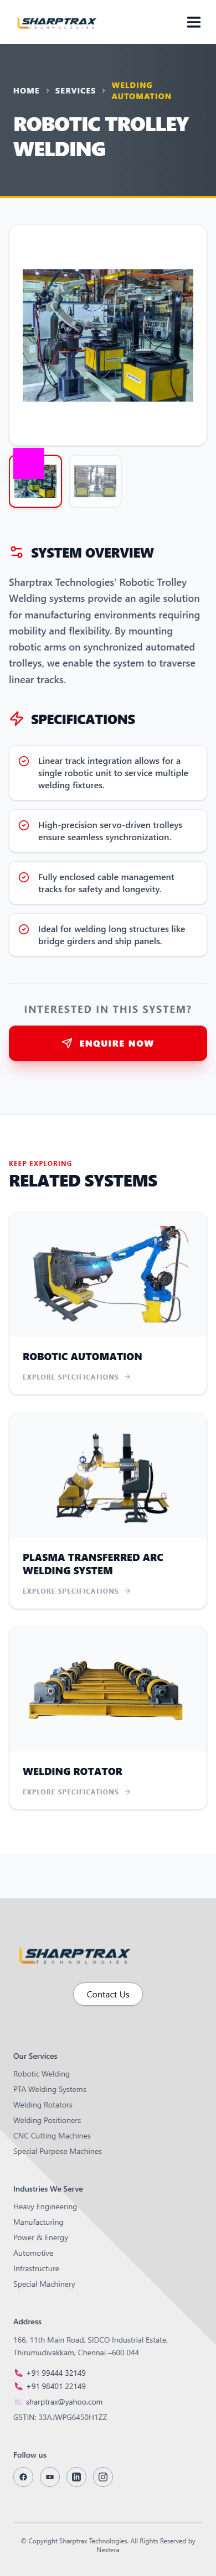 SHARPTRAX
TECHNOLOGIES
HOME > SERVICES > WELDING
AUTOMATION
ROBOTIC TROLLEY
WELDING
SYSTEM OVERVIEW
Sharptrax Technologies’ Robotic Trolley
Welding systems provide an agile solution
for manufacturing environments requiring
mobility and flexibility. By mounting
robotic arms on synchronized automated
trolleys, we enable the system to traverse
linear tracks.
SPECIFICATIONS
Linear track integration allows for a
single robotic unit to service multiple
welding fixtures.
High-precision servo-driven trolleys
ensure seamless synchronization.
Fully enclosed cable management
tracks for safety and longevity.
Ideal for welding long structures like
bridge girders and ship panels.
INTERESTED IN THIS SYSTEM?
ENQUIRE NOW
KEEP EXPLORING
RELATED SYSTEMS
ROBOTIC AUTOMATION
EXPLORE SPECIFICATIONS →
PLASMA TRANSFERRED ARC
WELDING SYSTEM
EXPLORE SPECIFICATIONS →
WELDING ROTATOR
EXPLORE SPECIFICATIONS →
SHARPTRAX
TECHNOLOGIES
Contact Us
Our Services
Robotic Welding
PTA Welding Systems
Welding Rotators
Welding Positioners
CNC Cutting Machines
Special Purpose Machines
Industries We Serve
Heavy Engineering
Manufacturing
Power & Energy
Automotive
Infrastructure
Special Machinery
Address
166, 11th Main Road, SIDCO Industrial Estate,
Thirumudivakkam, Chennai –600 044
+91 99444 32149
+91 98401 22149
sharptrax@yahoo.com
GSTIN: 33AJWPG6450H1ZZ
Follow us
© Copyright Sharptrax Technologies. All Rights Reserved by
Nextera